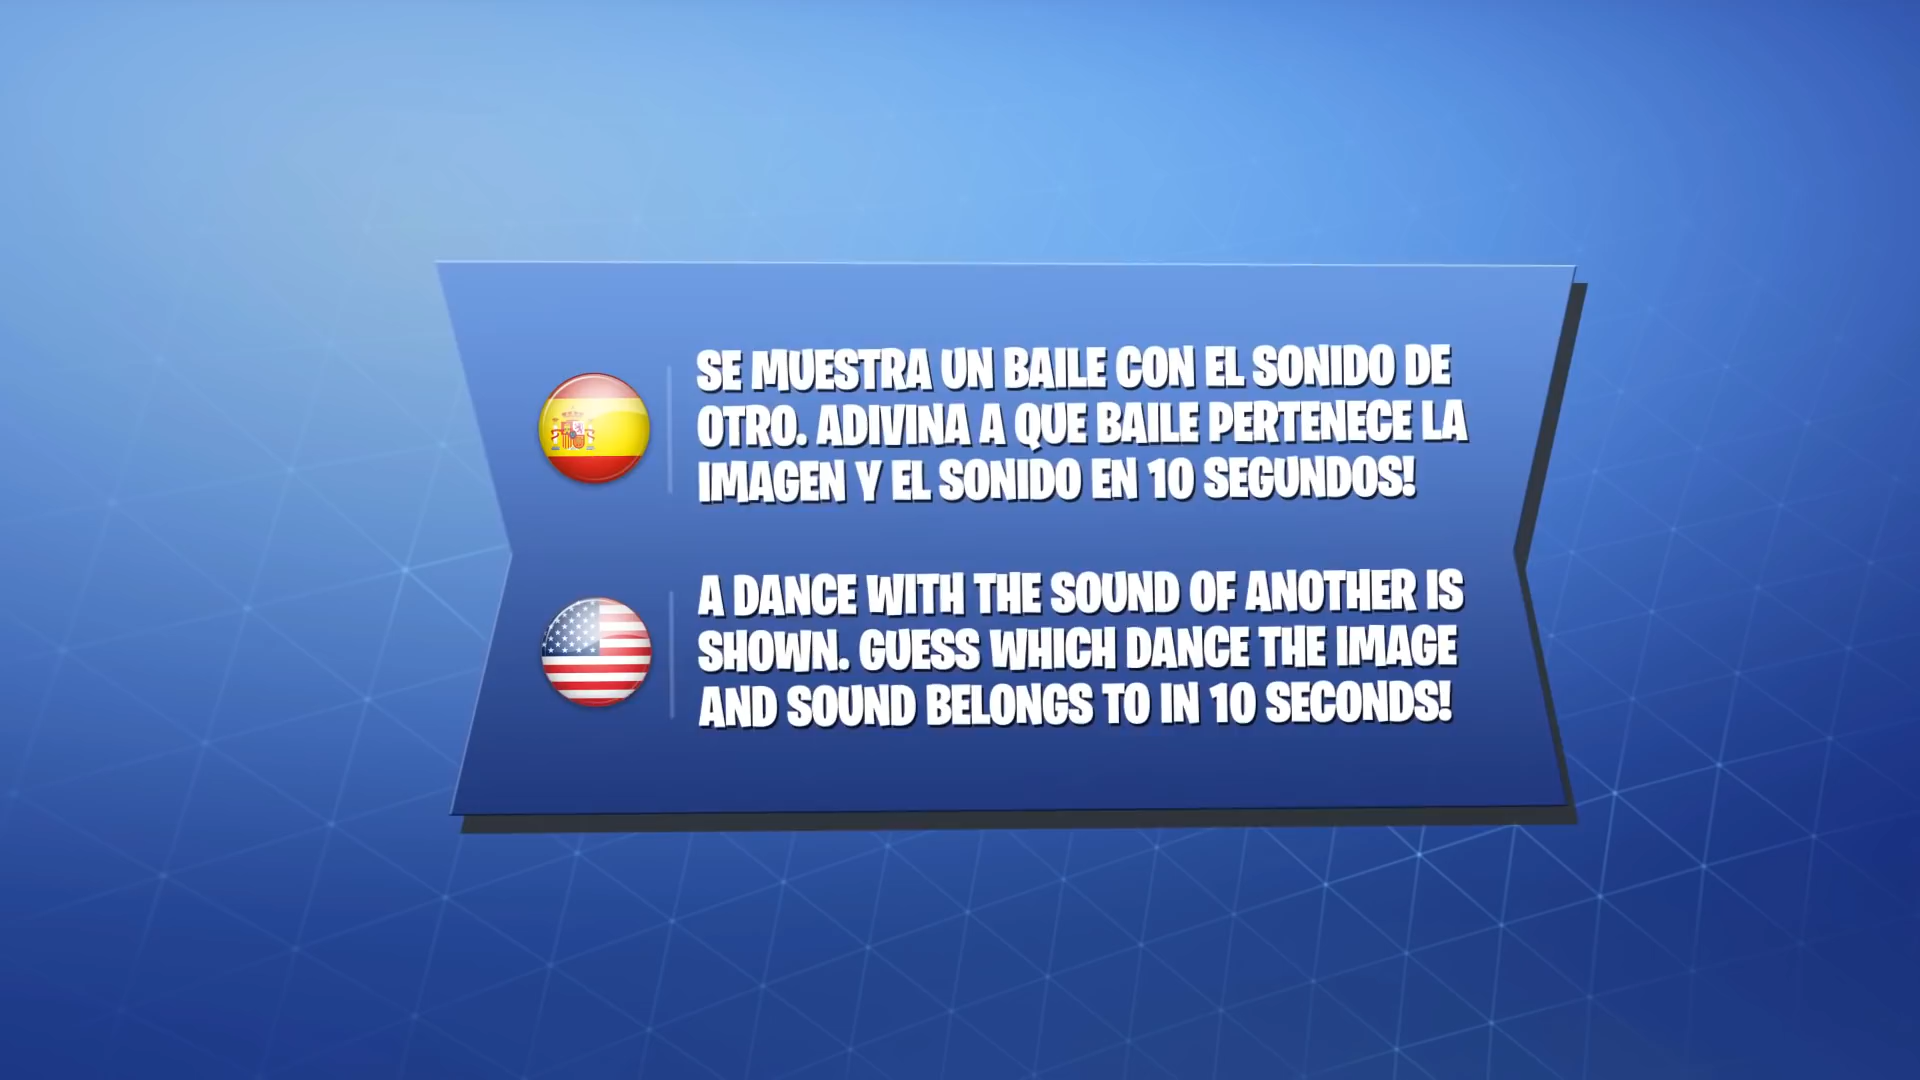 SE MUESTRA UN BAILE CON EL SONIDO DE
OTRO. ADIVINA A QUE BAILE PERTENECE LA
IMAGEN Y EL SONIDO EN 10 SEGUNDOS!
A DANCE WITH THE SOUND OF ANOTHER IS
SHOWN. GUESS WHICH DANCE THE IMAGE
AND SOUND BELONGS TO IN 10 SECONDS!